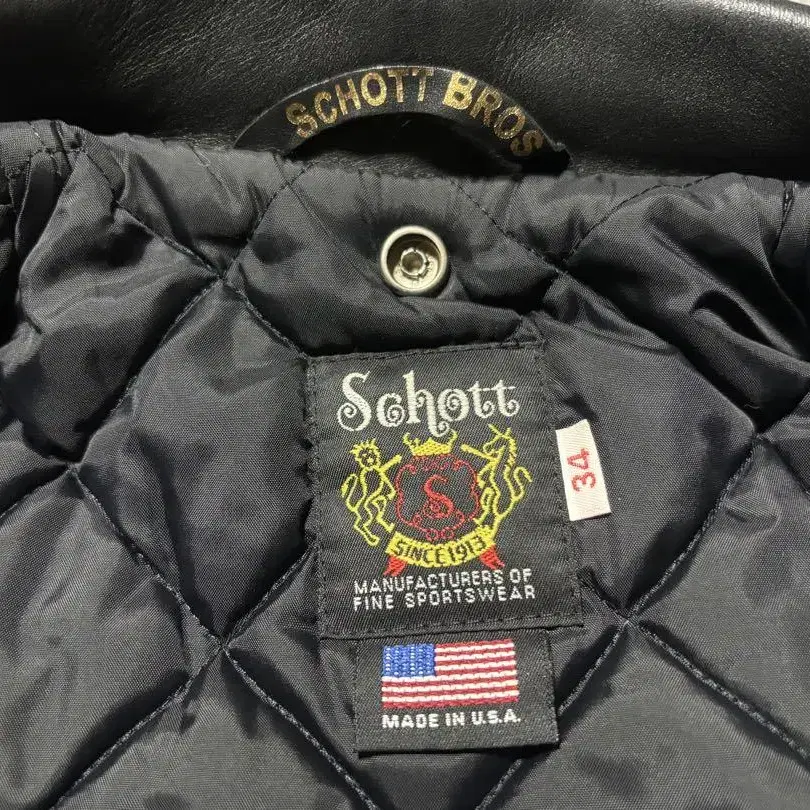 SCHOTT BROS
Schott
S
SINCE 1913
MANUFACTURERS OF
FINE SPORTSWEAR
34
MADE IN U.S.A.